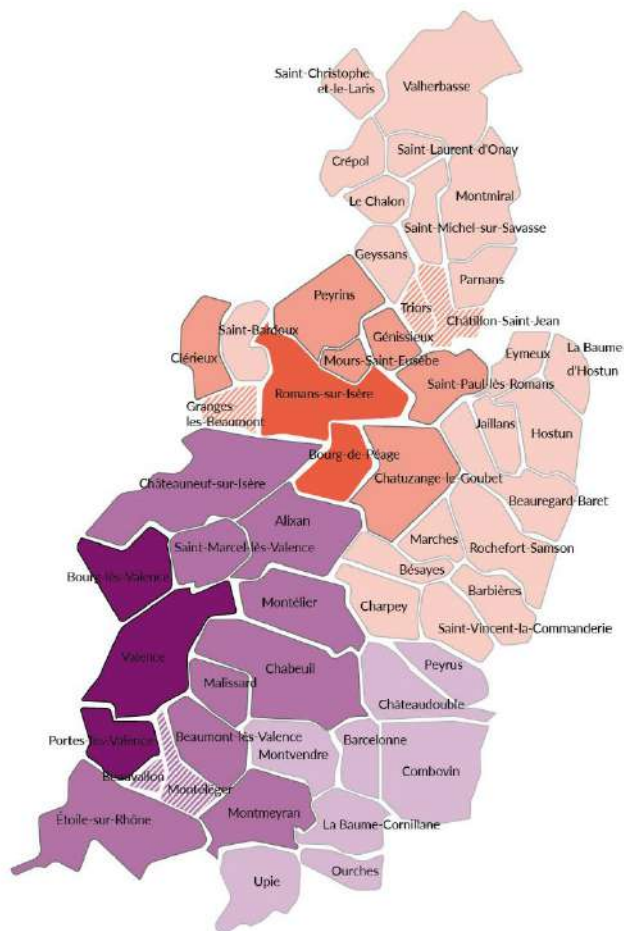 Saint-Christophe
et-le-Laris
Valherbasse
Saint-Laurent-d'Onay
Crépol
Montmiral
Le Chalon
Saint-Michel-sur-Savasse
Geyssans
Parnans
Peyrins
Triors
Châtillon-Saint-Jean
Saint-Bardoux
Génissieux
Clérieux
Mours-Saint-Eusèbe
Eymeux
La Baume
d'Hostun
Saint-Paul-lès-Romans
Romans-sur-Isère
Granges
les-Beaumont
Jaillans
Hostun
Bourg-de-Péage
Châteauneuf-sur-Isère
Chatuzange-le-Goubet
Beauregard-Baret
Alixan
Saint-Marcel-lès-Valence
Marches
Rochefort-Samson
Bourg-lès-Valence
Bésayes
Barbières
Montélier
Charpey
Saint-Vincent-la-Commanderie
Valence
Chabeuil
Peyrus
Malissard
Châteaudouble
Portes-lès-Valence
Beaumont-lès-Valence
Barcelonne
Montvendre
Combovin
Beauvallon
Montéléger
Étoile-sur-Rhône
Montmeyran
La Baume-Cornillane
Upie
Ourches